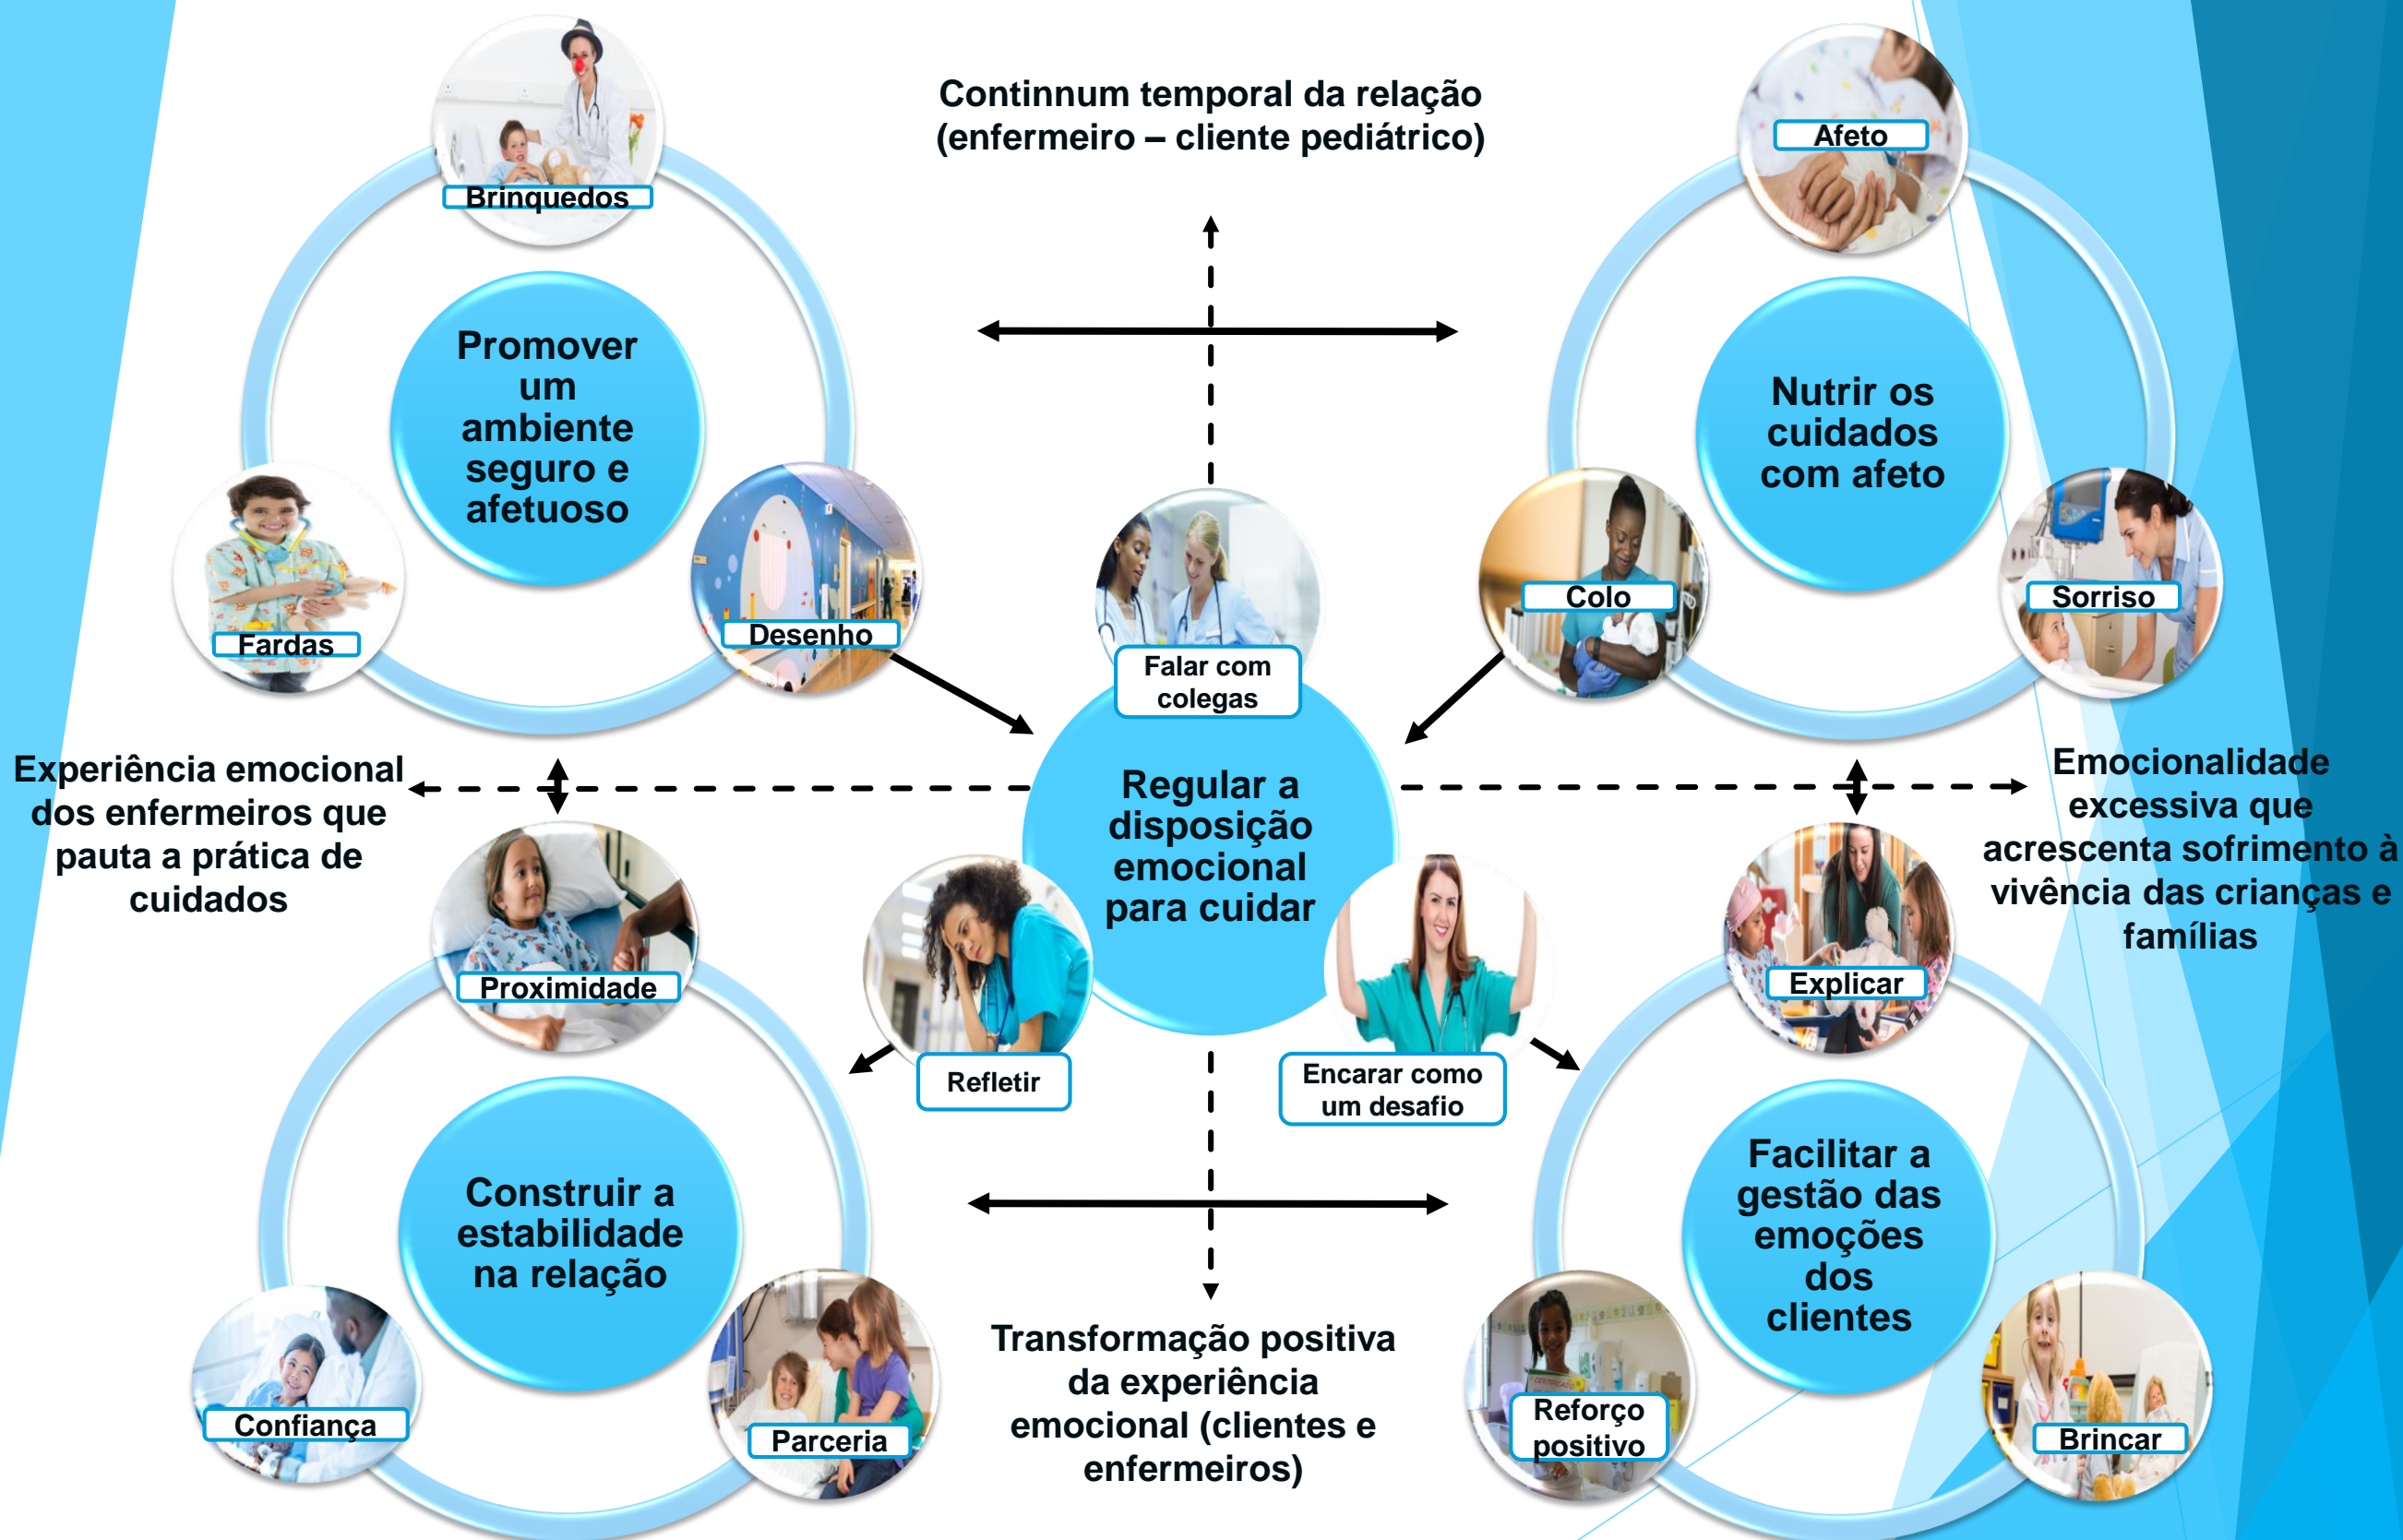 Continnum temporal da relação
(enfermeiro – cliente pediátrico)
Brinquedos
Promover
um
ambiente
seguro e
afetuoso
Fardas
Desenho
Afeto
Nutrir os
cuidados
com afeto
Colo
Sorriso
Falar com
colegas
Regular a
disposição
emocional
para cuidar
Refletir
Encarar como
um desafio
Experiência emocional
dos enfermeiros que
pauta a prática de
cuidados
Emocionalidade
excessiva que
acrescenta sofrimento à
vivência das crianças e
famílias
Proximidade
Construir a
estabilidade
na relação
Confiança
Parceria
Explicar
Facilitar a
gestão das
emoções
dos
clientes
Reforço
positivo
Brincar
Transformação positiva
da experiência
emocional (clientes e
enfermeiros)